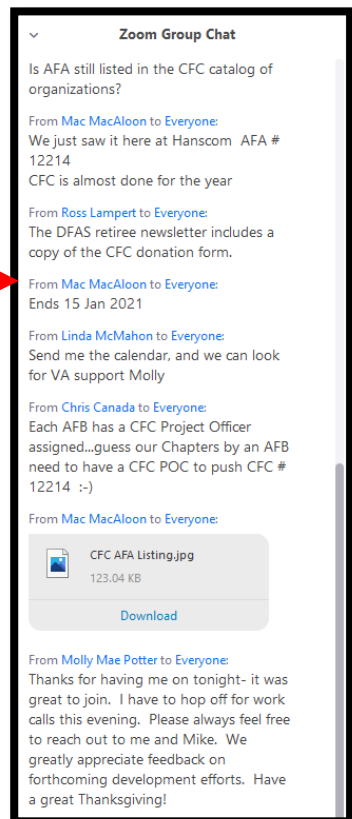 Zoom Group Chat
Is AFA still listed in the CFC catalog of
organizations?
From Mac MacAloon to Everyone:
We just saw it here at Hanscom  AFA #
12214
CFC is almost done for the year
From Ross Lampert to Everyone:
The DFAS retiree newsletter includes a
copy of the CFC donation form.
From Mac MacAloon to Everyone:
Ends 15 Jan 2021
From Linda McMahon to Everyone:
Send me the calendar, and we can look
for VA support Molly
From Chris Canada to Everyone:
Each AFB has a CFC Project Officer
assigned...guess our Chapters by an AFB
need to have a CFC POC to push CFC #
12214  :-)
From Mac MacAloon to Everyone:
CFC AFA Listing.jpg
123.04 KB
Download
From Molly Mae Potter to Everyone:
Thanks for having me on tonight- it was
great to join.  I have to hop off for work
calls this evening.  Please always feel free
to reach out to me and Mike.  We
greatly appreciate feedback on
forthcoming development efforts.  Have
a great Thanksgiving!